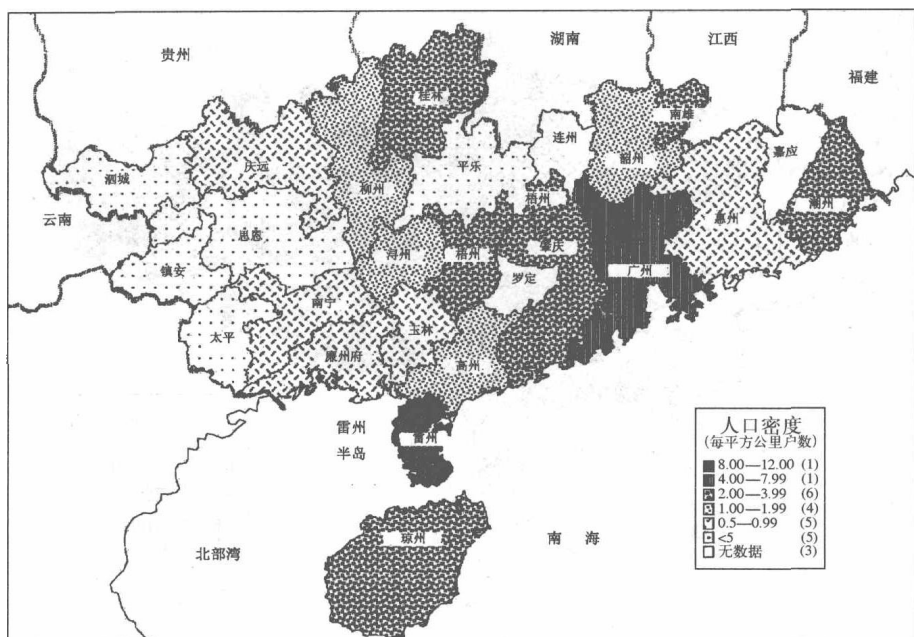 贵州
湖南
江西
福建
桂林
南雄
连州
嘉应
泗城
庆远
韶州
平乐
柳州
梧州
潮州
惠州
云南
思恩
浔州
梧州
肇庆
广州
镇安
罗定
南宁
太平
玉林
廉州府
高州
雷州
半岛
雷州
北部湾
琼州
南 海
人口密度
(每平方公里户数)
8.00—12.00 (1)
4.00—7.99 (1)
2.00—3.99 (6)
1.00—1.99 (4)
0.5—0.99 (5)
<5 (5)
无数据 (3)